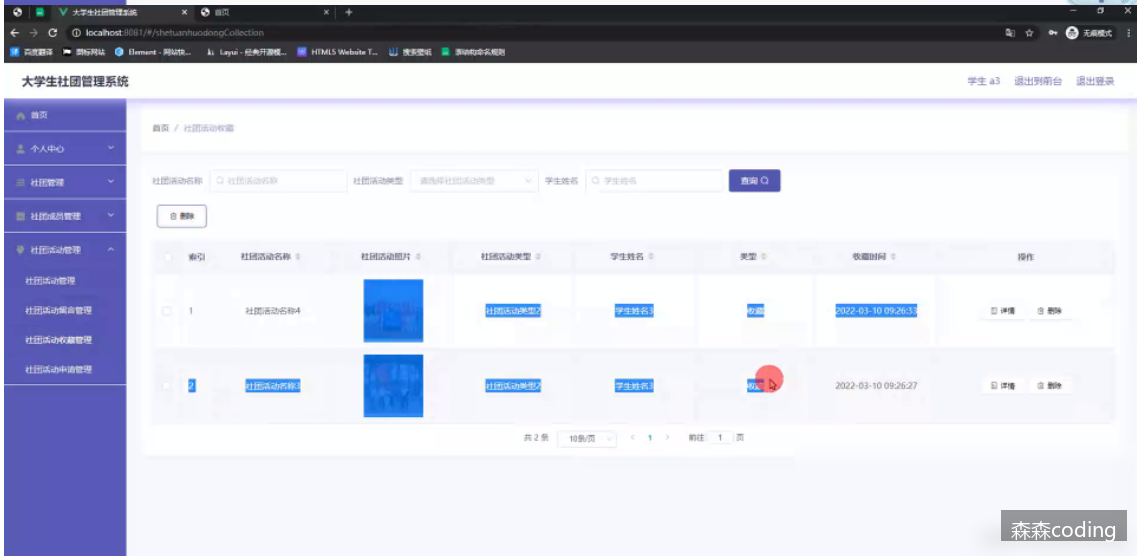 大学生社团管理系统
首页
localhost:8081/#/shetuanhuodongCollection
无痕模式
百度翻译 图标网站 Element - 网站快... Layui - 经典开源模... HTML5 Website T... 搜索壁纸
大学生社团管理系统
学生 a3 退出到前台 退出登录
首页
个人中心
社团管理
社团成员管理
社团活动管理
社团活动管理
社团活动留言管理
社团活动收藏管理
社团活动申请管理
首页 / 社团活动收藏
社团活动名称 社团活动名称 社团活动类型 请选择社团活动类型 学生姓名 学生姓名 查询
删除
索引 社团活动名称 社团活动照片 社团活动类型 学生姓名 类型 收藏时间 操作
1 社团活动名称4 社团活动类型2 学生姓名3 收藏 2022-03-10 09:26:33 详情 删除
2 社团活动名称3 社团活动类型2 学生姓名3 收藏 2022-03-10 09:26:27 详情 删除
共 2 条 10条/页 1 前往 1 页
森森coding